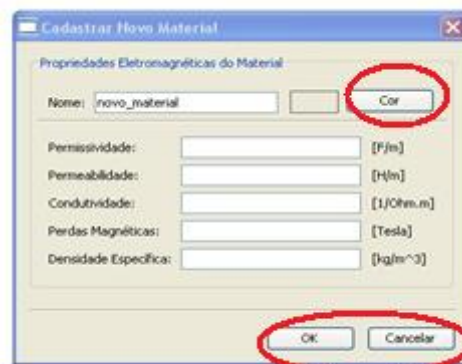 Cadastrar Novo Material
Propriedades Eletromagnéticas do Material
Nome: novo_material Cor
Permissividade: [F/m]
Permeabilidade: [H/m]
Condutividade: [1/Ohm.m]
Perdas Magnéticas: [Tesla]
Densidade Específica: [kg/m^3]
OK Cancelar